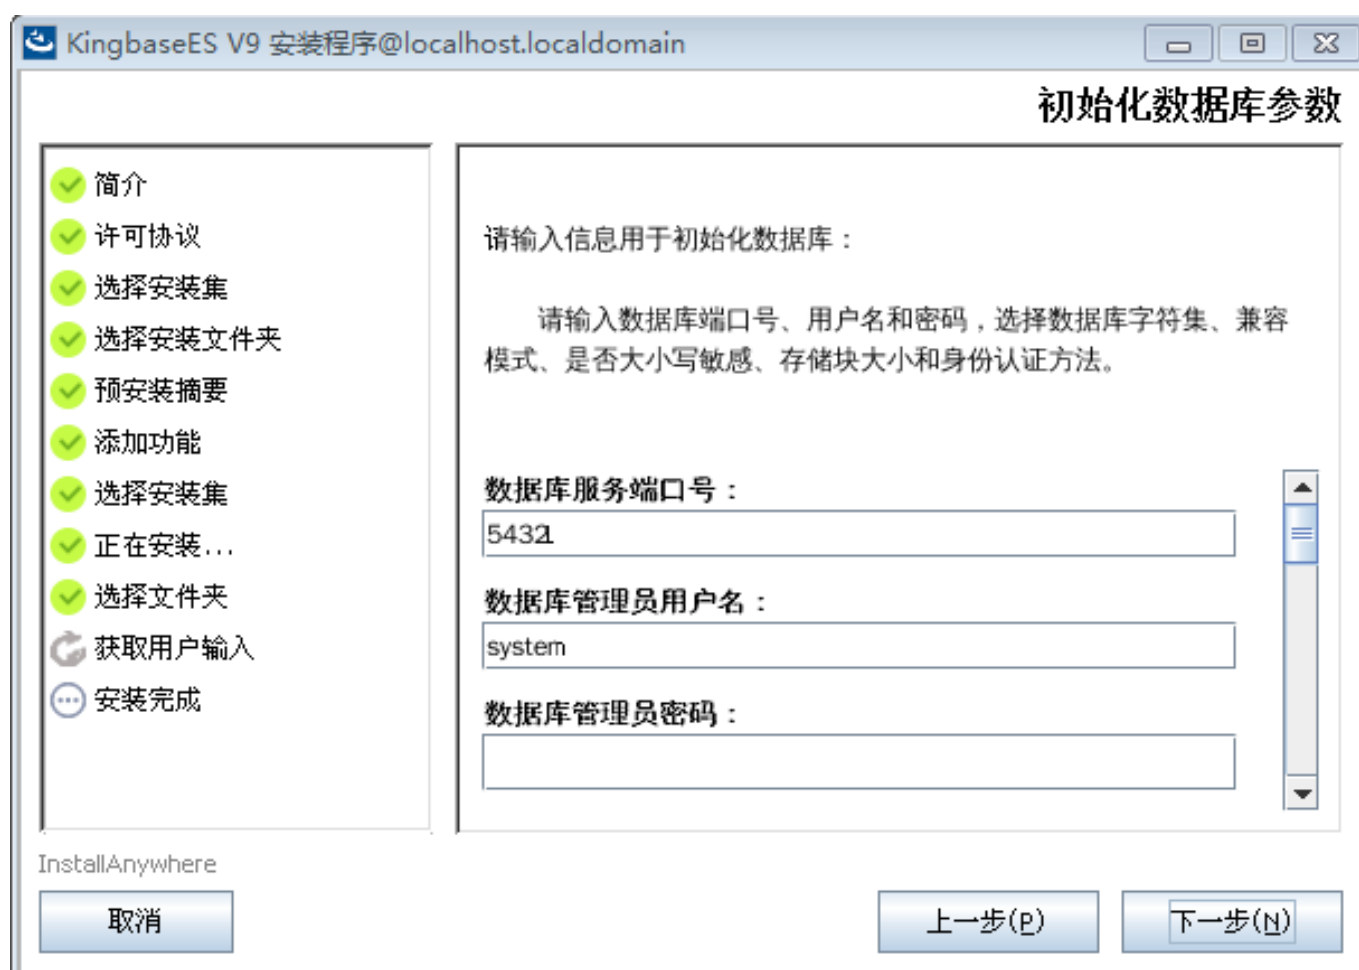 KingbaseES V9 安装程序@localhost.localdomain
初始化数据库参数
简介
许可协议
选择安装集
选择安装文件夹
预安装摘要
添加功能
选择安装集
正在安装...
选择文件夹
获取用户输入
安装完成
请输入信息用于初始化数据库：
请输入数据库端口号、用户名和密码，选择数据库字符集、兼容
模式、是否大小写敏感、存储块大小和身份认证方法。
数据库服务端口号：
54321
数据库管理员用户名：
system
数据库管理员密码：
InstallAnywhere
取消
上一步(P)
下一步(N)